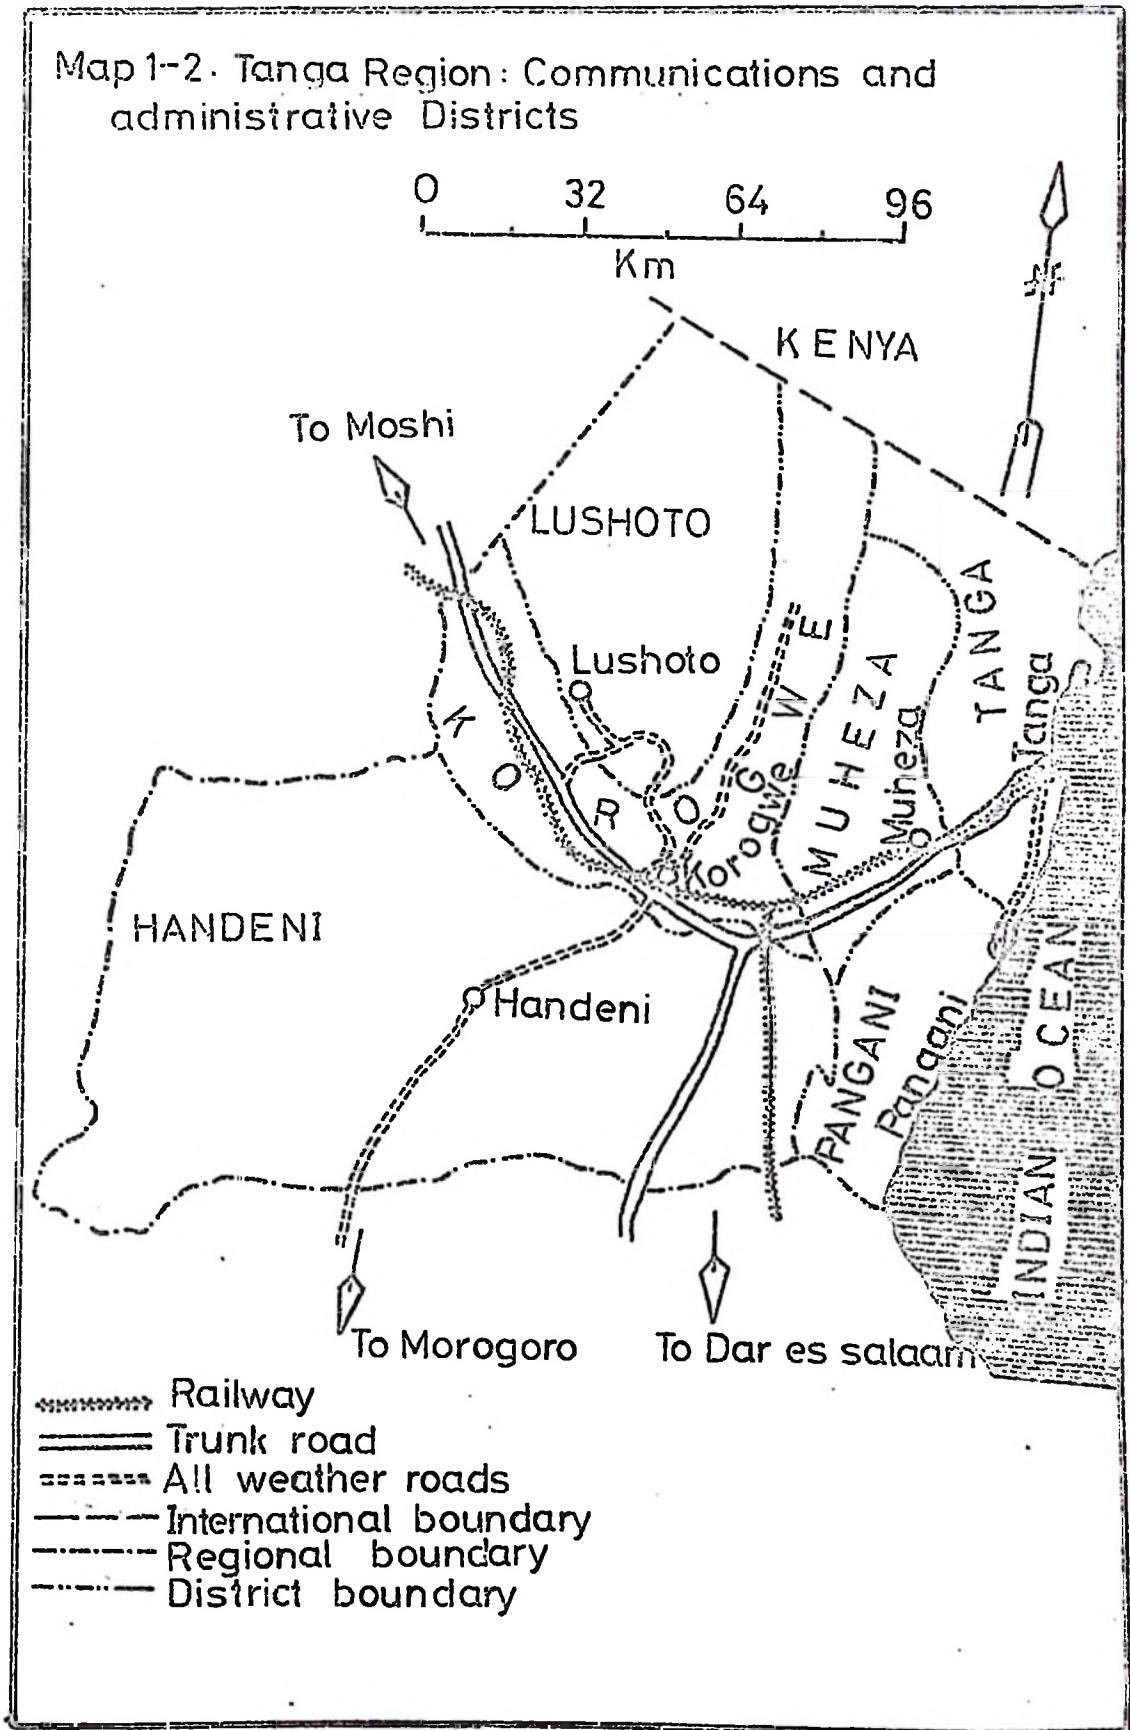 Map 1-2. Tanga Region: Communications and
administrative Districts
0 32 64 96
Km
KENYA
To Moshi
LUSHOTO
TANGA
Lushoto
Tanga
KOROGWE
MUHEZA
Muheza
Korogwe
HANDENI
Handeni
PANGANI
Pangani
INDIAN OCEAN
To Morogoro
To Dar es salaam
Railway
Trunk road
All weather roads
International boundary
Regional boundary
District boundary